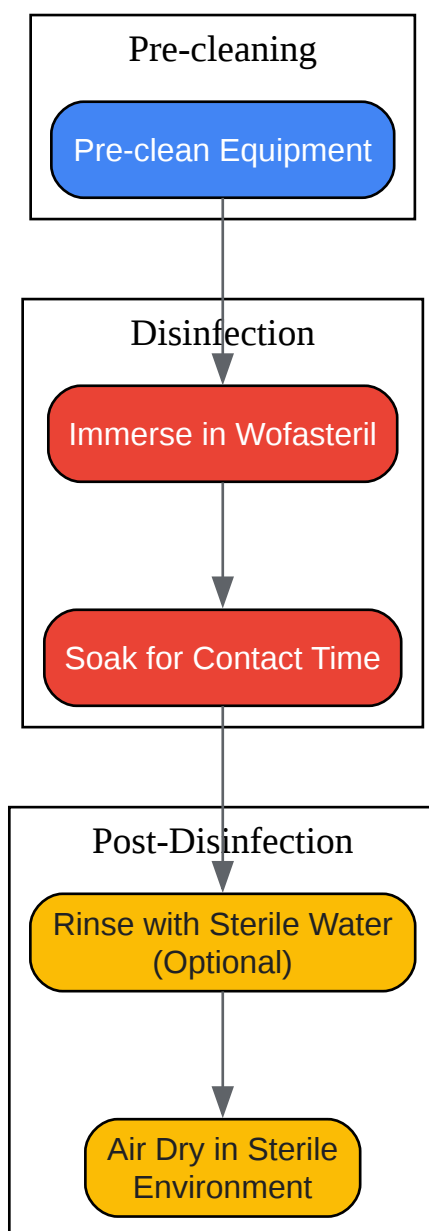 Pre-cleaning
Pre-clean Equipment
Disinfection
Immerse in Wofasteril
Soak for Contact Time
Post-Disinfection
Rinse with Sterile Water
(Optional)
Air Dry in Sterile
Environment